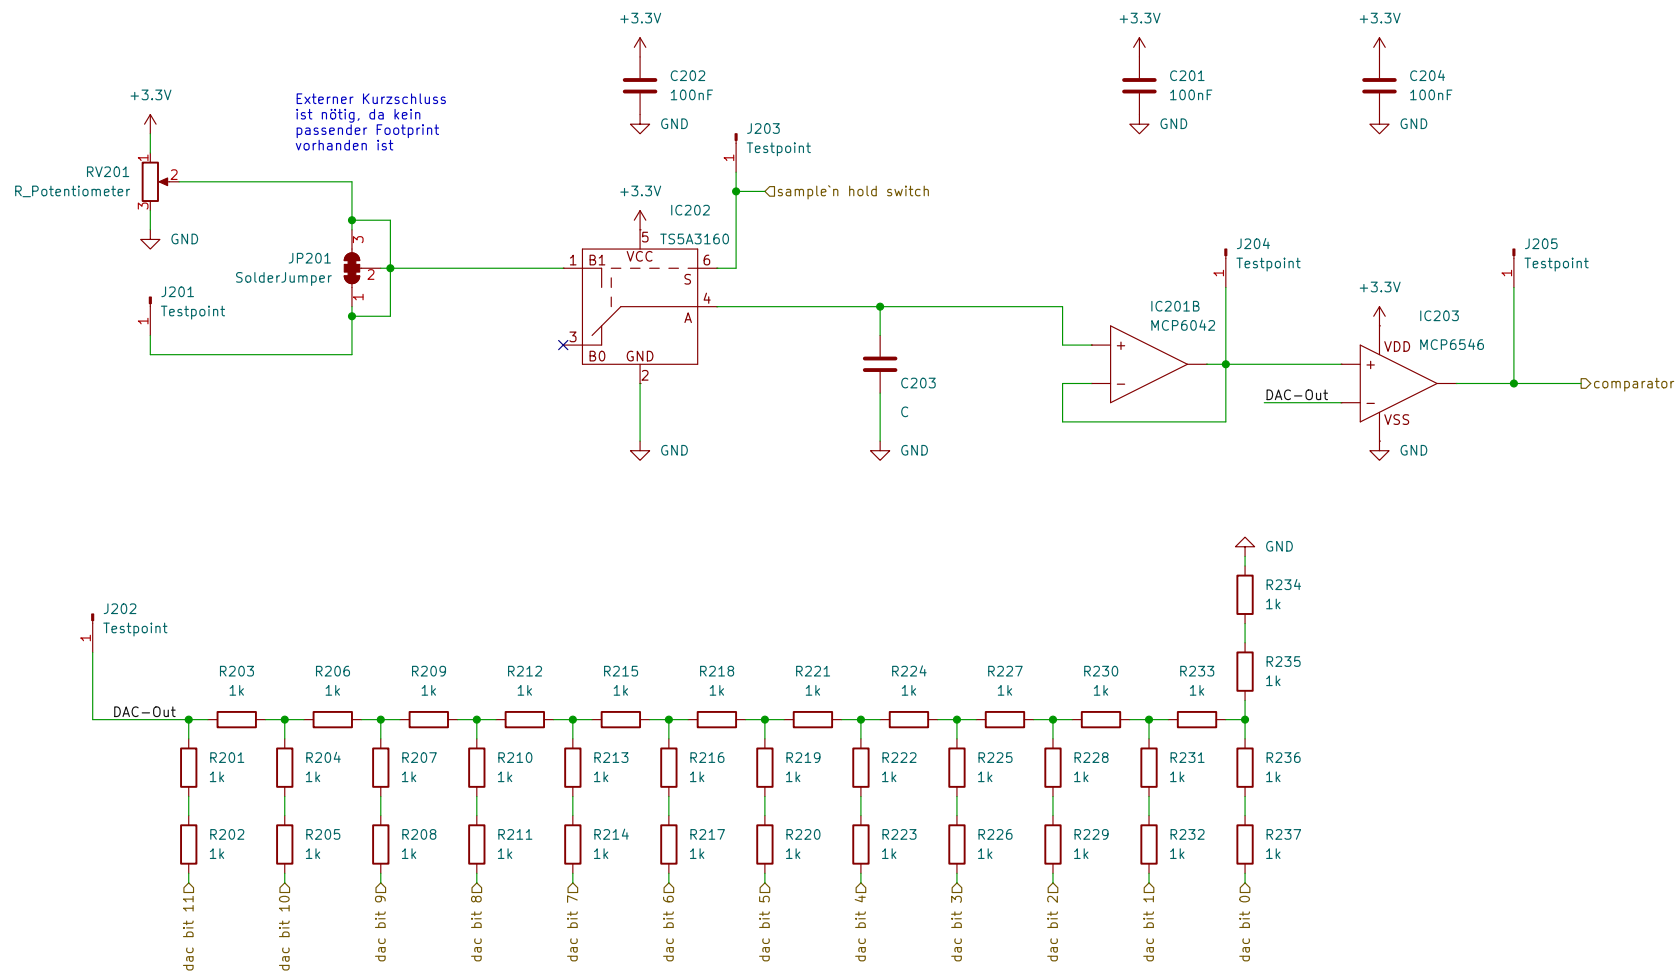 +3.3V
+3.3V
+3.3V
C202
100nF
GND
C201
100nF
GND
C204
100nF
GND
+3.3V
Externer Kurzschluss
ist nötig, da kein
passender Footprint
vorhanden ist
1
RV201
R_Potentiometer
2
3
GND
J203
Testpoint
1
sample`n hold switch
+3.3V
IC202
TS5A3160
5
VCC
1
B1
6
S
4
A
3
B0
GND
2
GND
3
JP201
SolderJumper
2
1
J201
Testpoint
1
C203
C
GND
IC201B
MCP6042
+
-
J204
Testpoint
1
+3.3V
IC203
MCP6546
VDD
+
DAC-Out
-
VSS
GND
J205
Testpoint
1
comparator
GND
R234
1k
R235
1k
J202
Testpoint
1
DAC-Out
R203
1k
R206
1k
R209
1k
R212
1k
R215
1k
R218
1k
R221
1k
R224
1k
R227
1k
R230
1k
R233
1k
R201
1k
R204
1k
R207
1k
R210
1k
R213
1k
R216
1k
R219
1k
R222
1k
R225
1k
R228
1k
R231
1k
R236
1k
R202
1k
R205
1k
R208
1k
R211
1k
R214
1k
R217
1k
R220
1k
R223
1k
R226
1k
R229
1k
R232
1k
R237
1k
dac bit 11
dac bit 10
dac bit 9
dac bit 8
dac bit 7
dac bit 6
dac bit 5
dac bit 4
dac bit 3
dac bit 2
dac bit 1
dac bit 0